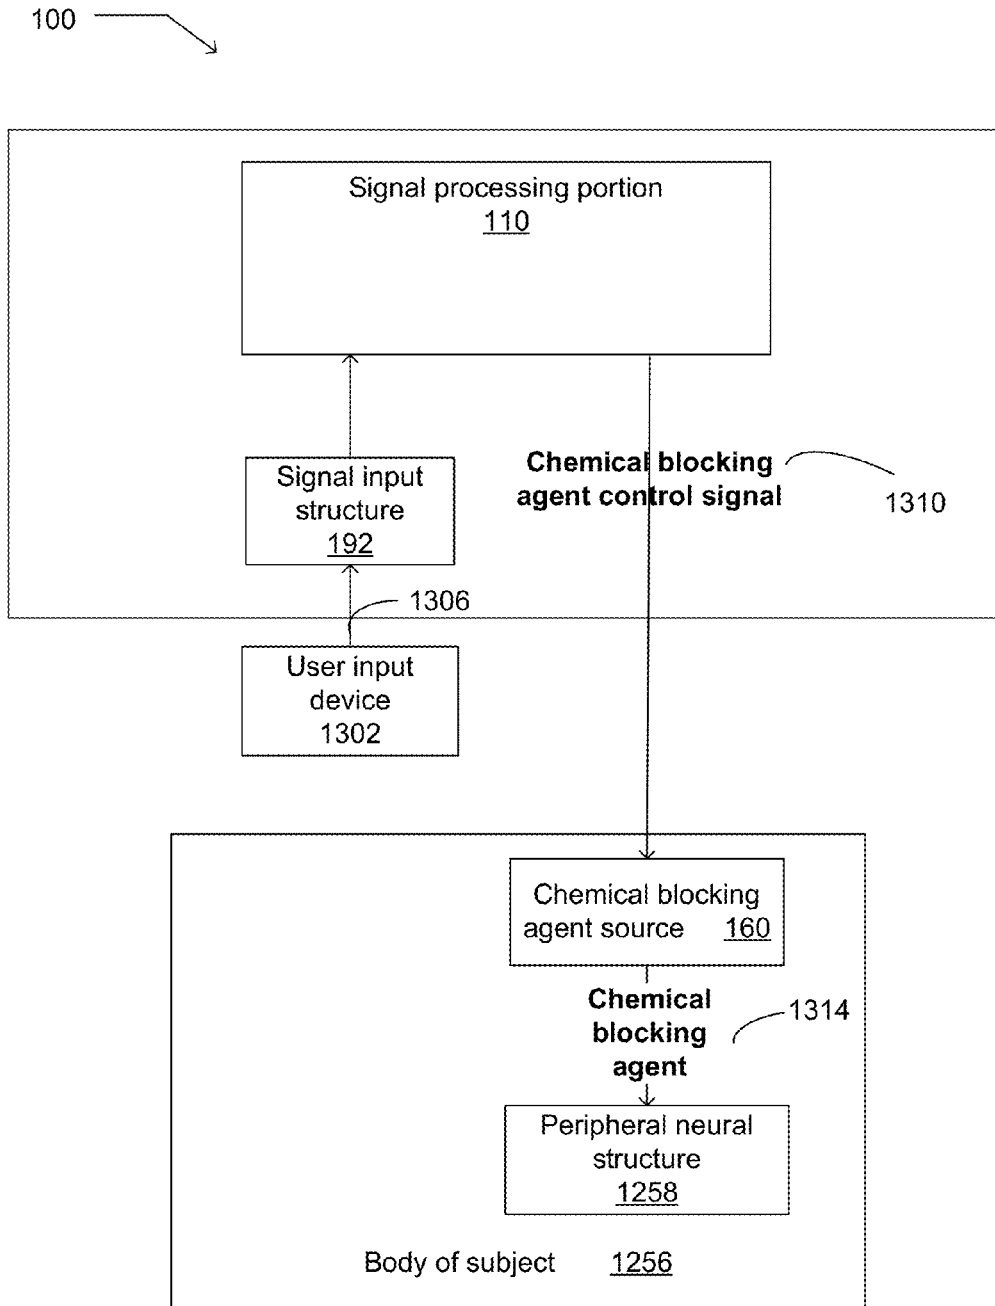 100
Signal processing portion
110
Signal input
structure
192
Chemical blocking
agent control signal
1310
1306
User input
device
1302
Chemical blocking
agent source 160
Chemical
blocking
agent
1314
Peripheral neural
structure
1258
Body of subject 1256